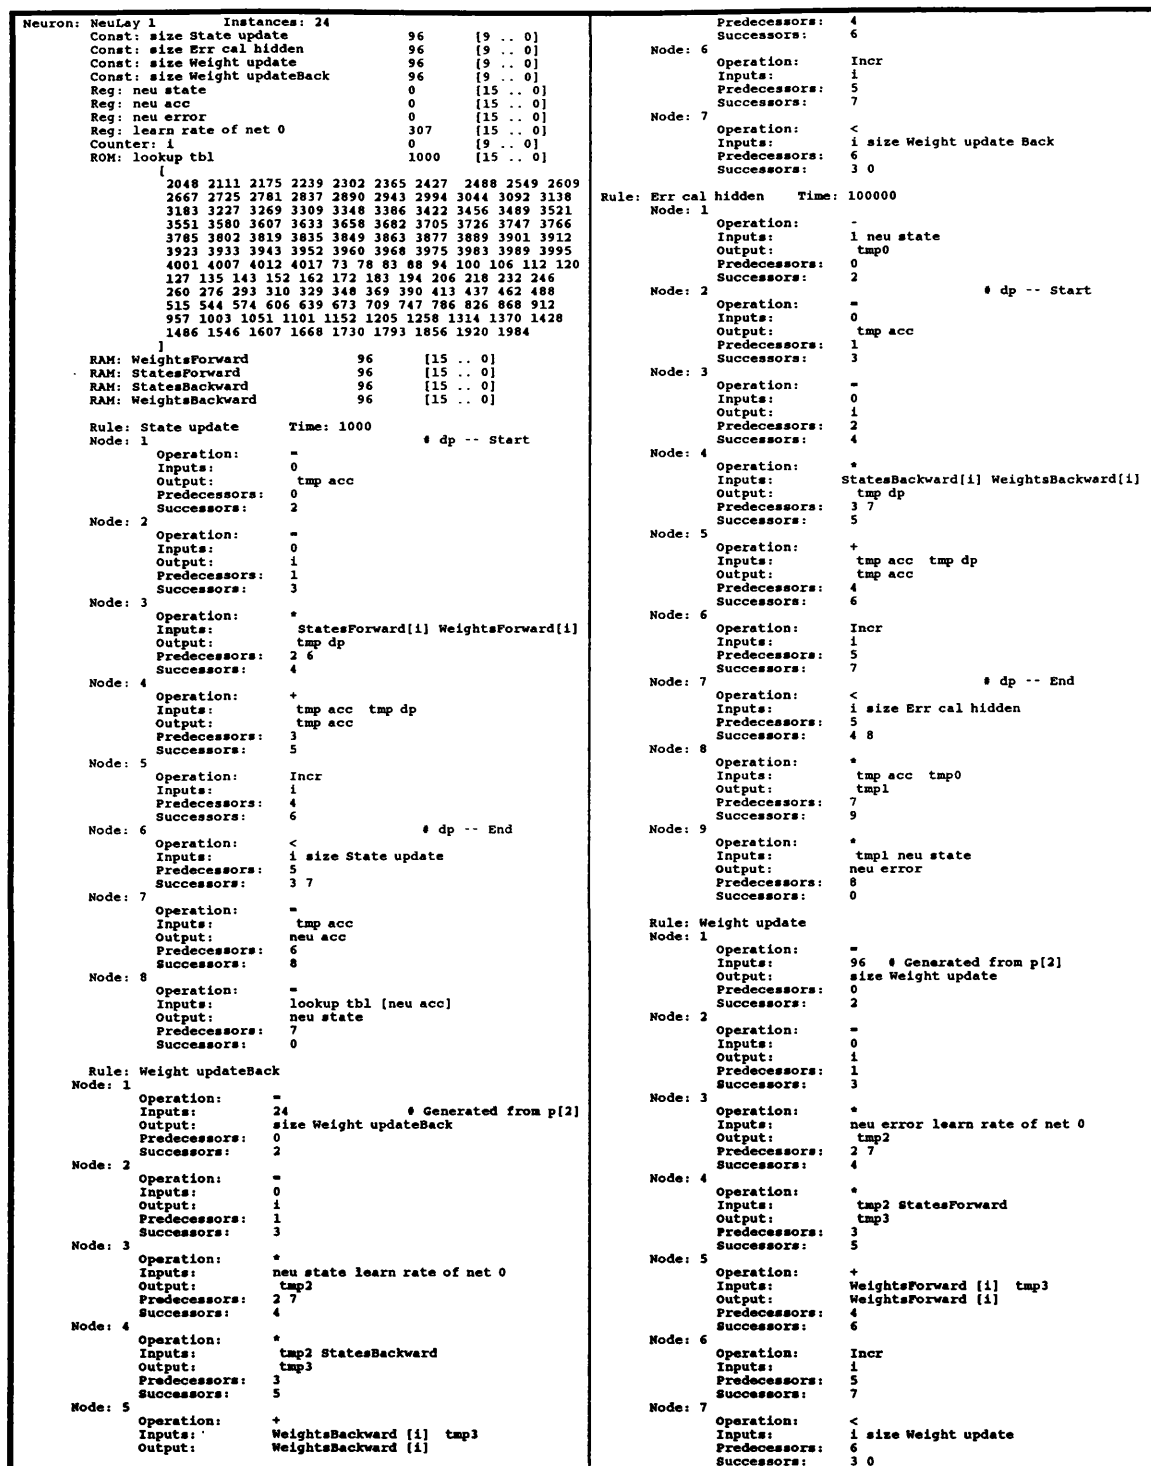 Neuron: NeuLay 1 Instances: 24
Const: size State update 96 [9 .. 0]
Const: size Err cal hidden 96 [9 .. 0]
Const: size Weight update 96 [9 .. 0]
Const: size Weight updateBack 96 [9 .. 0]
Reg: neu state 0 [15 .. 0]
Reg: neu acc 0 [15 .. 0]
Reg: neu error 0 [15 .. 0]
Reg: learn rate of net 0 307 [15 .. 0]
Counter: i 0 [9 .. 0]
ROM: lookup tbl 1000 [15 .. 0]
[
2048 2111 2175 2239 2302 2365 2427 2488 2549 2609
2667 2725 2781 2837 2890 2943 2994 3044 3092 3138
3183 3227 3269 3309 3348 3386 3422 3456 3489 3521
3551 3580 3607 3633 3658 3682 3705 3726 3747 3766
3785 3802 3819 3835 3849 3863 3877 3889 3901 3912
3923 3933 3943 3952 3960 3968 3975 3983 3989 3995
4001 4007 4012 4017 73 78 83 88 94 100 106 112 120
127 135 143 152 162 172 183 194 206 218 232 246
260 276 293 310 329 348 369 390 413 437 462 488
515 544 574 606 639 673 709 747 786 826 868 912
957 1003 1051 1101 1152 1205 1258 1314 1370 1428
1486 1546 1607 1668 1730 1793 1856 1920 1984
]
RAM: WeightsForward 96 [15 .. 0]
RAM: StatesForward 96 [15 .. 0]
RAM: StatesBackward 96 [15 .. 0]
RAM: WeightsBackward 96 [15 .. 0]
Rule: State update Time: 1000
Node: 1 # dp -- Start
Operation: =
Inputs: 0
Output: tmp acc
Predecessors: 0
Successors: 2
Node: 2
Operation: =
Inputs: 0
Output: i
Predecessors: 1
Successors: 3
Node: 3
Operation: *
Inputs: StatesForward[i] WeightsForward[i]
Output: tmp dp
Predecessors: 2 6
Successors: 4
Node: 4
Operation: +
Inputs: tmp acc tmp dp
Output: tmp acc
Predecessors: 3
Successors: 5
Node: 5
Operation: Incr
Inputs: i
Predecessors: 4
Successors: 6
Node: 6 # dp -- End
Operation: <
Inputs: i size State update
Predecessors: 5
Successors: 3 7
Node: 7
Operation: =
Inputs: tmp acc
Output: neu acc
Predecessors: 6
Successors: 8
Node: 8
Operation: =
Inputs: lookup tbl [neu acc]
Output: neu state
Predecessors: 7
Successors: 0
Rule: Weight updateBack
Node: 1
Operation: =
Inputs: 24 # Generated from p[2]
Output: size Weight updateBack
Predecessors: 0
Successors: 2
Node: 2
Operation: =
Inputs: 0
Output: i
Predecessors: 1
Successors: 3
Node: 3
Operation: *
Inputs: neu state learn rate of net 0
Output: tmp2
Predecessors: 2 7
Successors: 4
Node: 4
Operation: *
Inputs: tmp2 StatesBackward
Output: tmp3
Predecessors: 3
Successors: 5
Node: 5
Operation: +
Inputs: WeightsBackward [i] tmp3
Output: WeightsBackward [i]
Predecessors: 4
Successors: 6
Node: 6
Operation: Incr
Inputs: i
Predecessors: 5
Successors: 7
Node: 7
Operation: <
Inputs: i size Weight update Back
Predecessors: 6
Successors: 3 0
Rule: Err cal hidden Time: 100000
Node: 1
Operation: -
Inputs: 1 neu state
Output: tmp0
Predecessors: 0
Successors: 2
Node: 2 # dp -- Start
Operation: =
Inputs: 0
Output: tmp acc
Predecessors: 1
Successors: 3
Node: 3
Operation: =
Inputs: 0
Output: i
Predecessors: 2
Successors: 4
Node: 4
Operation: *
Inputs: StatesBackward[i] WeightsBackward[i]
Output: tmp dp
Predecessors: 3 7
Successors: 5
Node: 5
Operation: +
Inputs: tmp acc tmp dp
Output: tmp acc
Predecessors: 4
Successors: 6
Node: 6
Operation: Incr
Inputs: i
Predecessors: 5
Successors: 7
Node: 7 # dp -- End
Operation: <
Inputs: i size Err cal hidden
Predecessors: 5
Successors: 4 8
Node: 8
Operation: *
Inputs: tmp acc tmp0
Output: tmp1
Predecessors: 7
Successors: 9
Node: 9
Operation: *
Inputs: tmp1 neu state
Output: neu error
Predecessors: 8
Successors: 0
Rule: Weight update
Node: 1
Operation: =
Inputs: 96 # Generated from p[2]
Output: size Weight update
Predecessors: 0
Successors: 2
Node: 2
Operation: =
Inputs: 0
Output: i
Predecessors: 1
Successors: 3
Node: 3
Operation: *
Inputs: neu error learn rate of net 0
Output: tmp2
Predecessors: 2 7
Successors: 4
Node: 4
Operation: *
Inputs: tmp2 StatesForward
Output: tmp3
Predecessors: 3
Successors: 5
Node: 5
Operation: +
Inputs: WeightsForward [i] tmp3
Output: WeightsForward [i]
Predecessors: 4
Successors: 6
Node: 6
Operation: Incr
Inputs: i
Predecessors: 5
Successors: 7
Node: 7
Operation: <
Inputs: i size Weight update
Predecessors: 6
Successors: 3 0